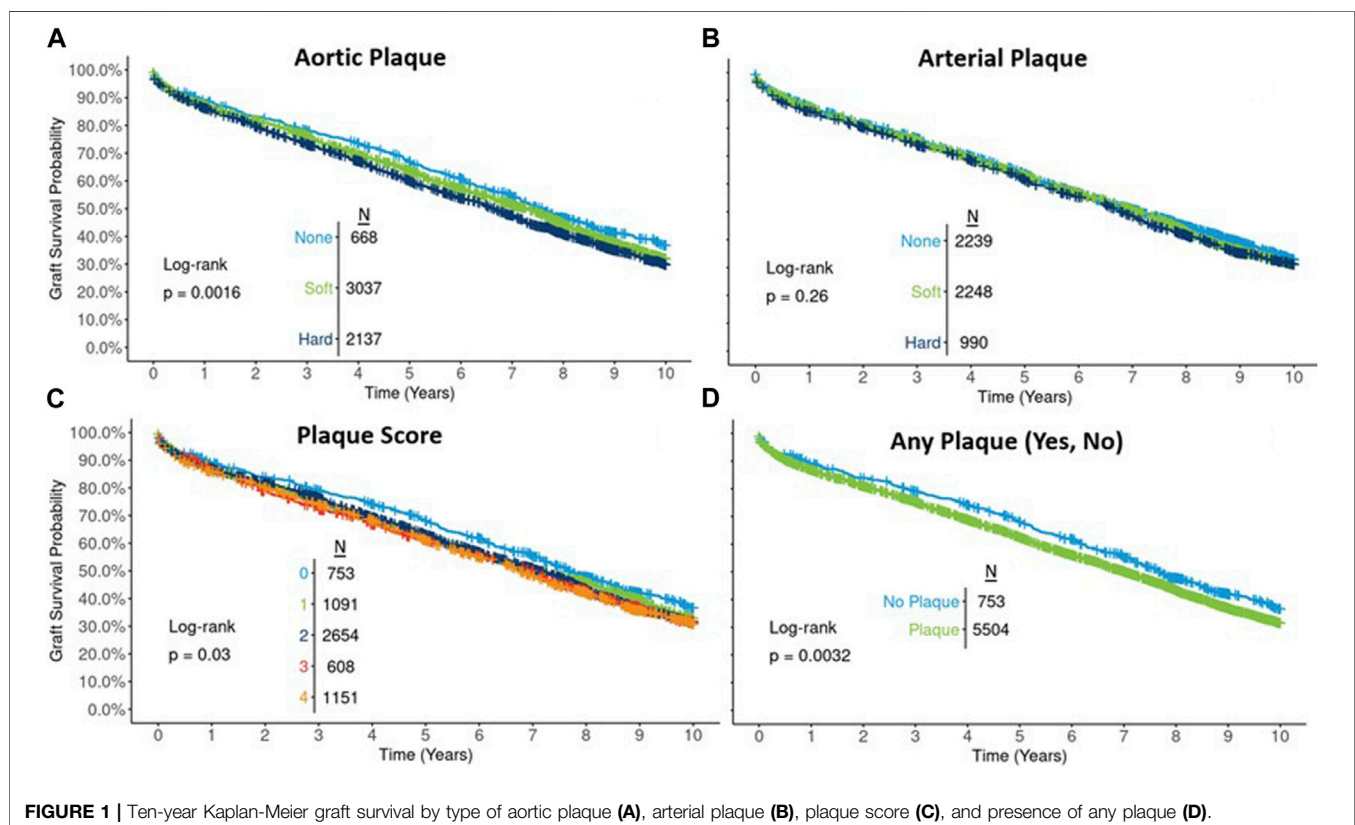 A
Aortic Plaque
Graft Survival Probability
100.0%
90.0%
80.0%
70.0%
60.0%
50.0%
40.0%
30.0%
20.0%
10.0%
0.0%
N
None 668
Soft 3037
Hard 2137
Log-rank
p = 0.0016
0 1 2 3 4 5 6 7 8 9 10
Time (Years)
B
Arterial Plaque
N
None 2239
Soft 2248
Hard 990
Log-rank
p = 0.26
0 1 2 3 4 5 6 7 8 9 10
Time (Years)
C
Plaque Score
Graft Survival Probability
100.0%
90.0%
80.0%
70.0%
60.0%
50.0%
40.0%
30.0%
20.0%
10.0%
0.0%
N
0 753
1 1091
2 2654
3 608
4 1151
Log-rank
p = 0.03
0 1 2 3 4 5 6 7 8 9 10
Time (Years)
D
Any Plaque (Yes, No)
N
No Plaque 753
Plaque 5504
Log-rank
p = 0.0032
0 1 2 3 4 5 6 7 8 9 10
Time (Years)
FIGURE 1 | Ten-year Kaplan-Meier graft survival by type of aortic plaque (A), arterial plaque (B), plaque score (C), and presence of any plaque (D).